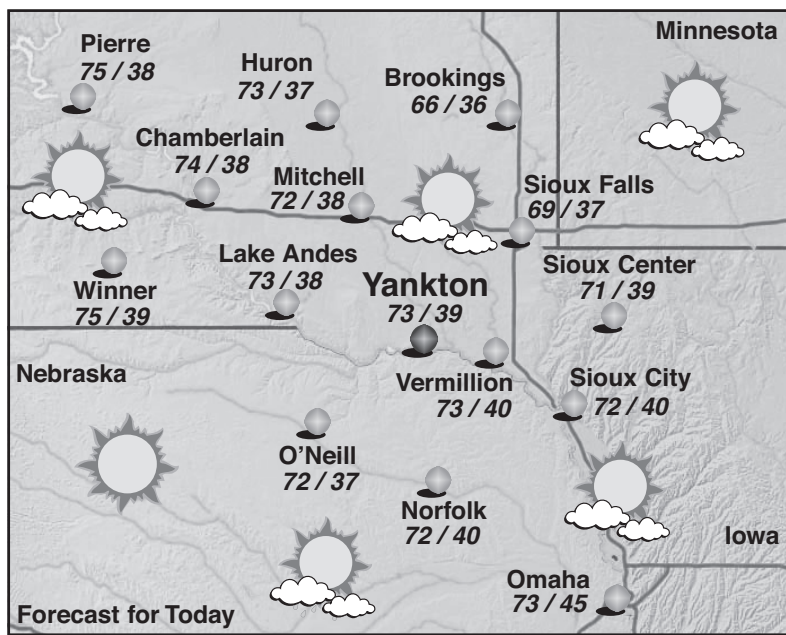 Minnesota
Pierre
75 / 38
Huron
73 / 37
Brookings
66 / 36
Chamberlain
74 / 38
Mitchell
72 / 38
Sioux Falls
69 / 37
Winner
75 / 39
Lake Andes
73 / 38
Yankton
73 / 39
Sioux Center
71 / 39
Nebraska
Vermillion
73 / 40
Sioux City
72 / 40
O'Neill
72 / 37
Norfolk
72 / 40
Iowa
Omaha
73 / 45
Forecast for Today